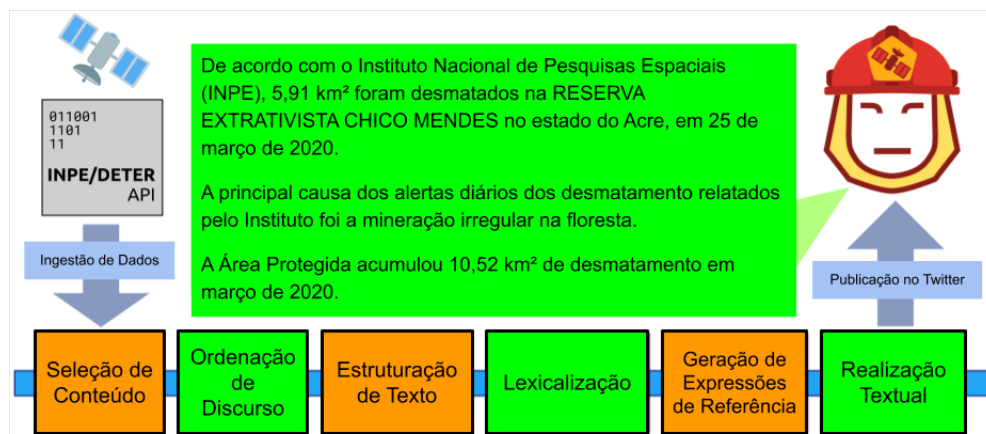 De acordo com o Instituto Nacional de Pesquisas Espaciais
(INPE), 5,91 km² foram desmatados na RESERVA
EXTRATIVISTA CHICO MENDES no estado do Acre, em 25 de
março de 2020.
A principal causa dos alertas diários dos desmatamento relatados
pelo Instituto foi a mineração irregular na floresta.
A Área Protegida acumulou 10,52 km² de desmatamento em
março de 2020.
011001
1101
11
INPE/DETER
API
Ingestão de Dados
Publicação no Twitter
Seleção de
Conteúdo
Ordenação
de
Discurso
Estruturação
de Texto
Lexicalização
Geração de
Expressões
de Referência
Realização
Textual